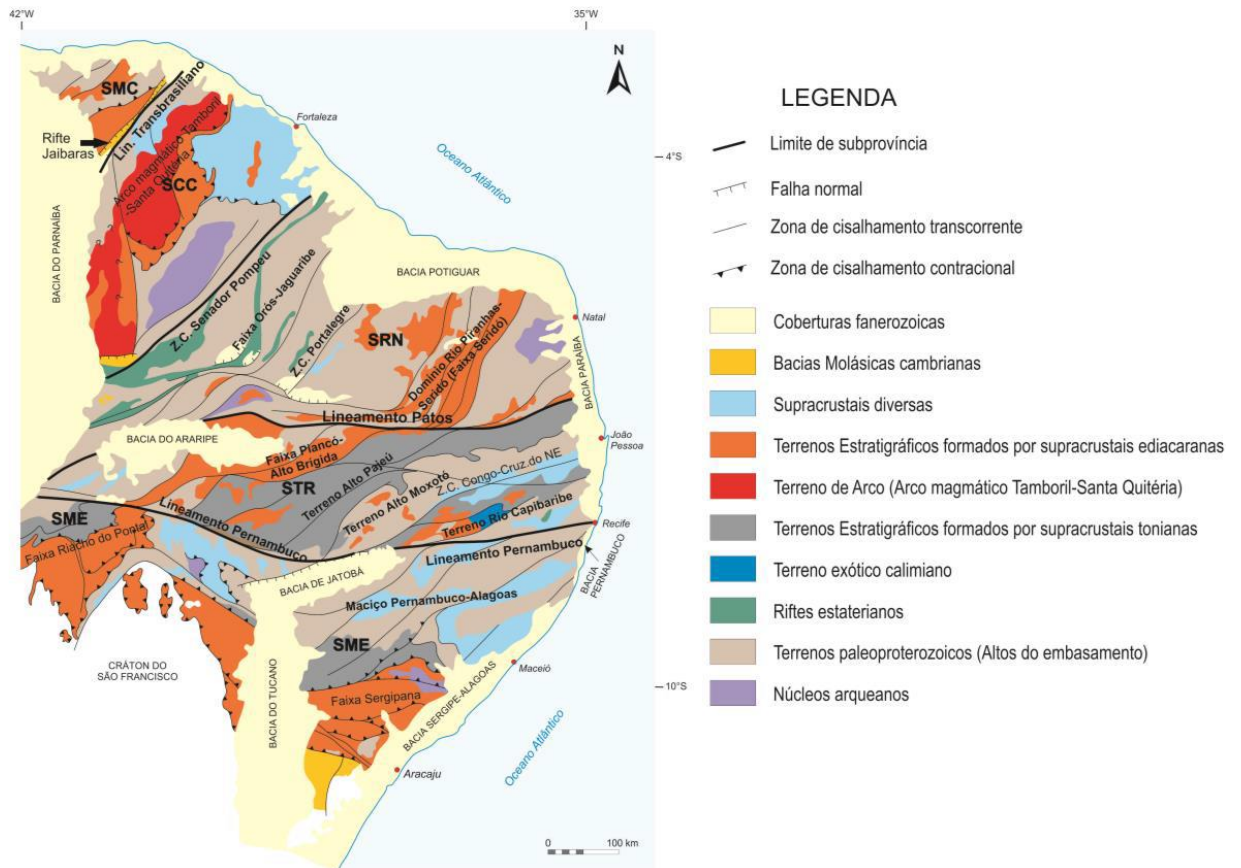 42°W
35°W
N
SMC
Lin. Transbrasiliano
Rifte
Jaibaras
Arco magmático Tamboril
-Santa Quitéria
SCC
Fortaleza
Oceano Atlântico
4°S
BACIA DO PARNAÍBA
BACIA POTIGUAR
Z.C. Senador Pompeu
Faixa Orós-Jaguaribe
Z.C. Portalegre
SRN
Domínio Rio Piranhas-
Seridó (Faixa Seridó)
Natal
BACIA PARAÍBA
Lineamento Patos
BACIA DO ARARIPE
João
Pessoa
Faixa Piancó-
Alto Brígida
STR
Terreno Alto Pajeú
Terreno Alto Moxotó
Z.C. Congo-Cruz.do NE
Terreno Rio Capibaribe
SME
Lineamento Pernambuco
Lineamento Pernambuco
Recife
Faixa Riacho do Pontal
BACIA PERNAMBUCO
BACIA DE JATOBÁ
Maciço Pernambuco-Alagoas
SME
CRÁTON DO
SÃO FRANCISCO
Maceió
10°S
Faixa Sergipana
BACIA DO TUCANO
BACIA SERGIPE-ALAGOAS
Aracaju
Oceano Atlântico
0 100 km
LEGENDA
Limite de subprovíncia
Falha normal
Zona de cisalhamento transcorrente
Zona de cisalhamento contracional
Coberturas fanerozoicas
Bacias Molásicas cambrianas
Supracrustais diversas
Terrenos Estratigráficos formados por supracrustais ediacaranas
Terreno de Arco (Arco magmático Tamboril-Santa Quitéria)
Terrenos Estratigráficos formados por supracrustais tonianas
Terreno exótico calimiano
Riftes estaterianos
Terrenos paleoproterozoicos (Altos do embasamento)
Núcleos arqueanos